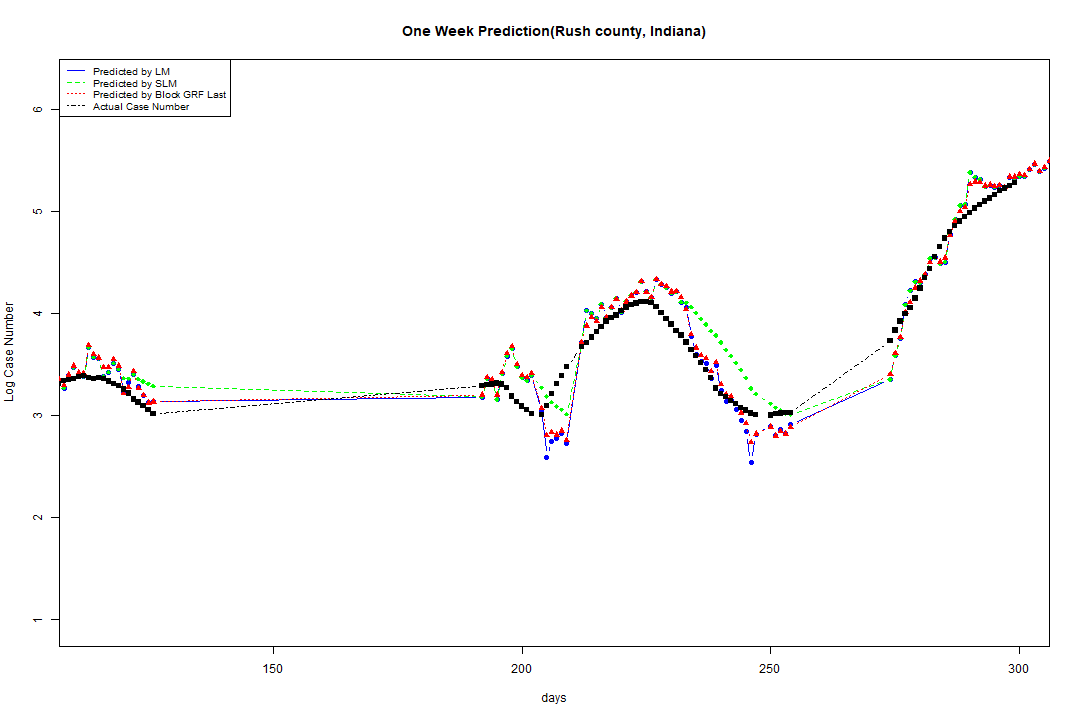 One Week Prediction(Rush county, Indiana)
Predicted by LM
Predicted by SLM
Predicted by Block GRF Last
Actual Case Number
6
5
4
3
2
1
Log Case Number
150 200 250 300
days